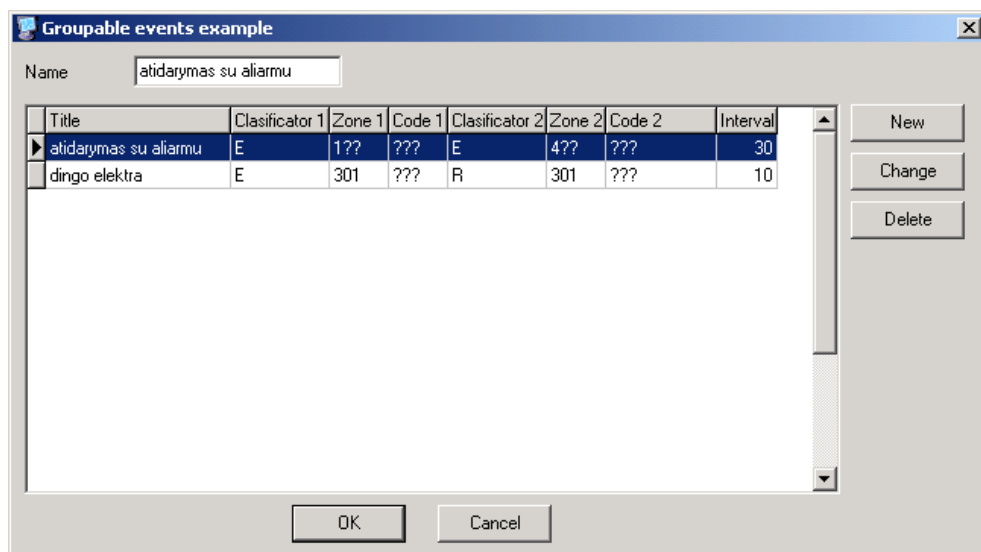 Groupable events example
Name atidarymas su aliarmu
Title Clasificator 1 Zone 1 Code 1 Clasificator 2 Zone 2 Code 2 Interval New
atidarymas su aliarmu E 1?? ??? E 4?? ??? 30
dingo elektra E 301 ??? R 301 ??? 10 Change
Delete
OK Cancel